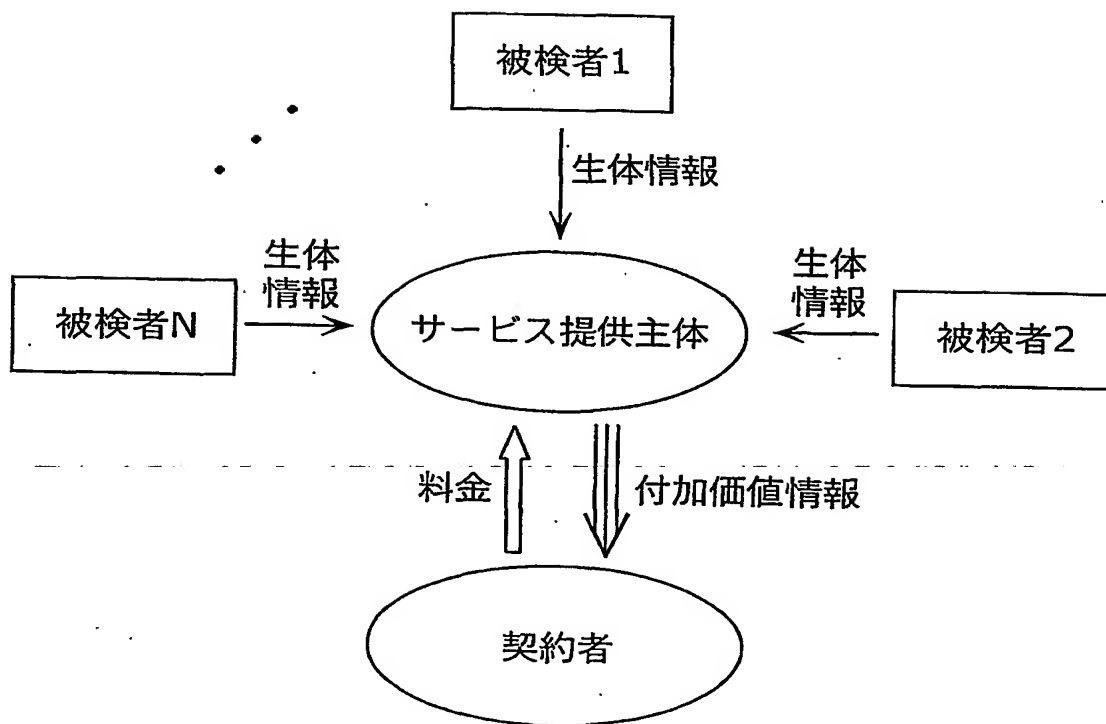 被検者1
生体情報
生体
情報
被検者N
サービス提供主体
生体
情報
被検者2
料金
付加価値情報
契約者